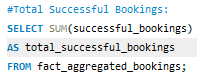 #Total Successful Bookings:
SELECT SUM(successful_bookings)
AS total_successful_bookings
FROM fact_aggregated_bookings;